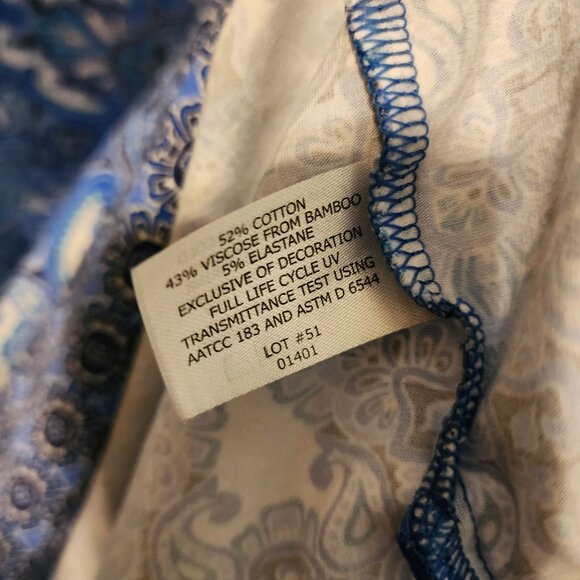 52% COTTON
43% VISCOSE FROM BAMBOO
5% ELASTANE
EXCLUSIVE OF DECORATION
FULL LIFE CYCLE UV
TRANSMITTANCE TEST USING
AATCC 183 AND ASTM D 6544
LOT #51
01401